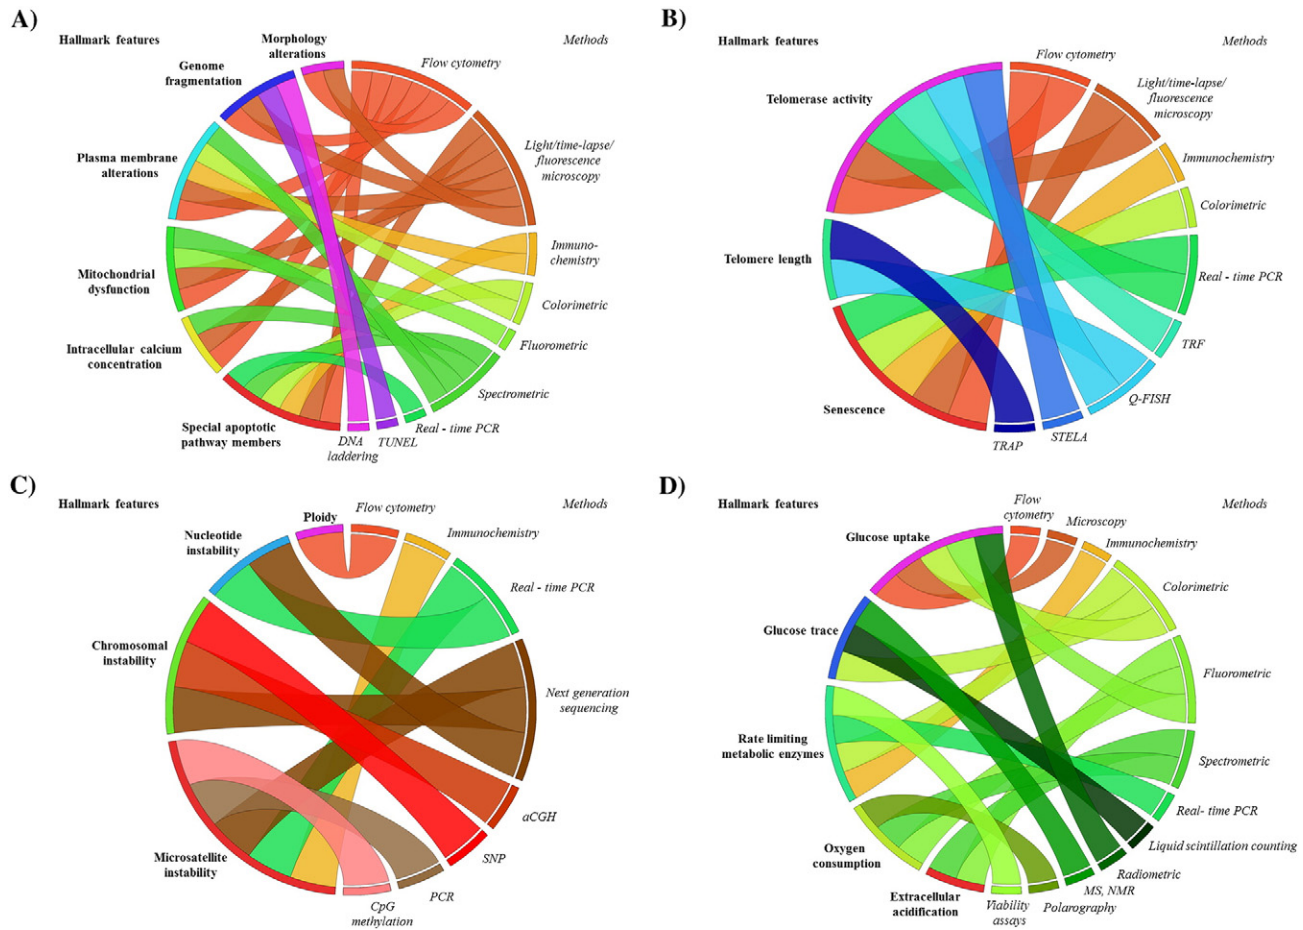 A)
Hallmark features
Methods
Morphology
alterations
Genome
fragmentation
Plasma membrane
alterations
Mitochondrial
dysfunction
Intracellular calcium
concentration
Special apoptotic
pathway members
Flow cytometry
Light/time-lapse/
fluorescence
microscopy
Immuno-
chemistry
Colorimetric
Fluorometric
Spectrometric
Real - time PCR
TUNEL
DNA
laddering
B)
Hallmark features
Methods
Telomerase activity
Telomere length
Senescence
Flow cytometry
Light/time-lapse/
fluorescence
microscopy
Immunochemistry
Colorimetric
Real - time PCR
TRF
Q-FISH
STELA
TRAP
C)
Hallmark features
Methods
Ploidy
Nucleotide
instability
Chromosomal
instability
Microsatellite
instability
Flow cytometry
Immunochemistry
Real - time PCR
Next generation
sequencing
aCGH
SNP
PCR
CpG
methylation
D)
Hallmark features
Methods
Glucose uptake
Glucose trace
Rate limiting
metabolic enzymes
Oxygen
consumption
Extracellular
acidification
Flow
cytometry
Microscopy
Immunochemistry
Colorimetric
Fluorometric
Spectrometric
Real- time PCR
Liquid scintillation counting
Radiometric
MS, NMR
Polarography
Viability
assays